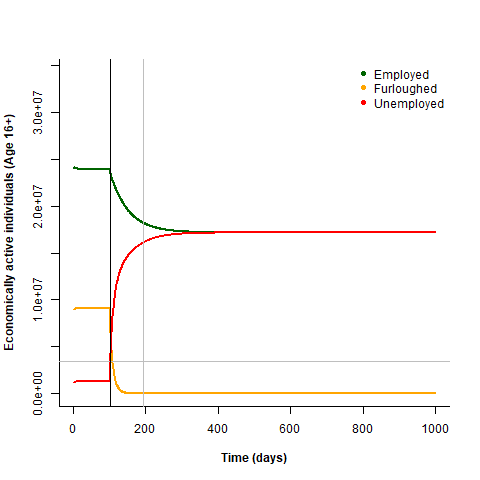 Employed
Furloughed
Unemployed
Economically active individuals (Age 16+)
3.0e+07
2.0e+07
1.0e+07
0.0e+00
0 200 400 600 800 1000
Time (days)